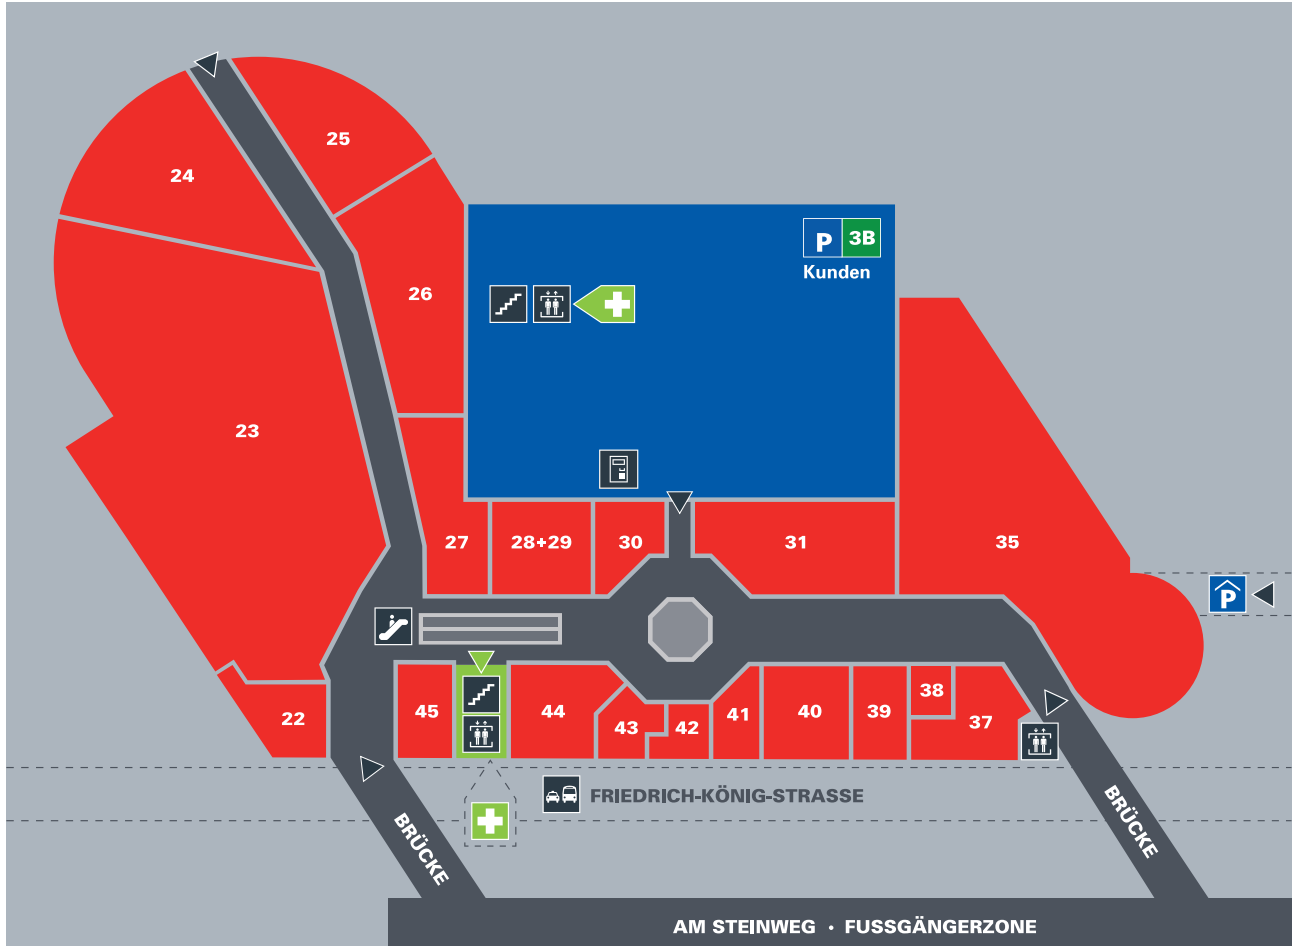 25
24
P 3B
Kunden
26
23
27
28+29
30
31
35
P
22
45
44
43
42
41
40
39
38
37
FRIEDRICH-KÖNIG-STRASSE
BRÜCKE
BRÜCKE
AM STEINWEG · FUSSGÄNGERZONE